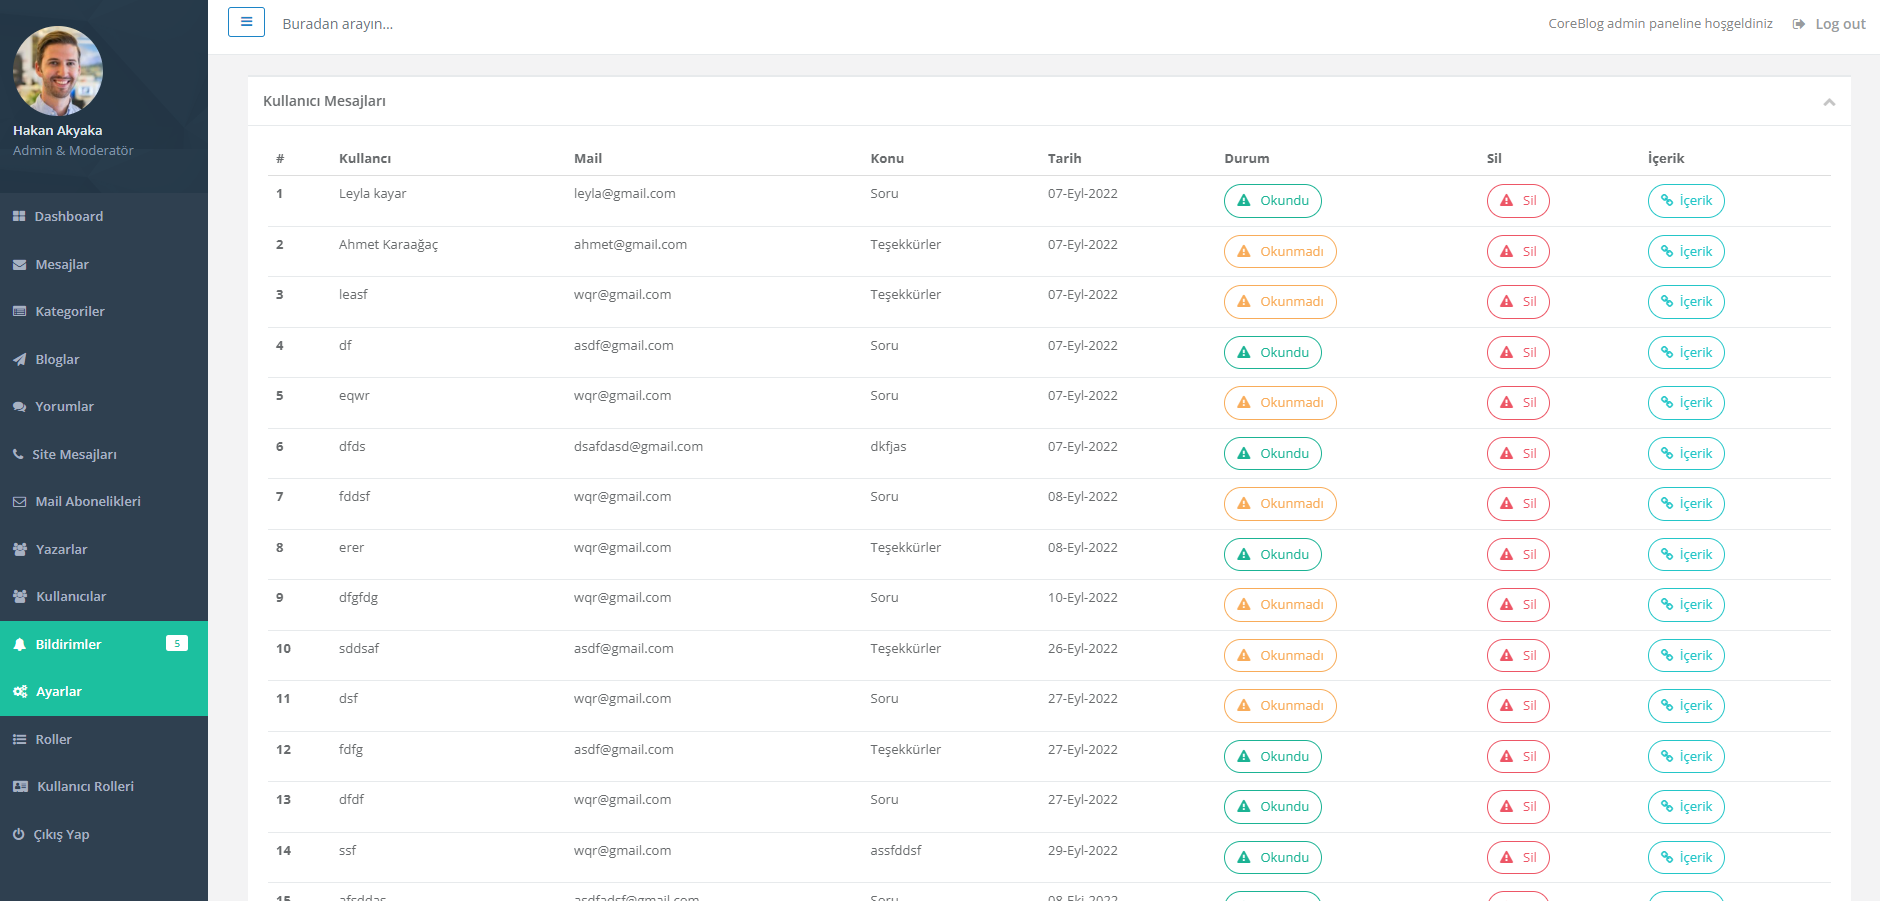 Hakan Akyaka
Admin & Moderatör
Dashboard
Mesajlar
Kategoriler
Bloglar
Yorumlar
Site Mesajları
Mail Abonelikleri
Yazarlar
Kullanıcılar
Bildirimler 5
Ayarlar
Roller
Kullanıcı Rolleri
Çıkış Yap
Buradan arayın... CoreBlog admin paneline hoşgeldiniz Log out
Kullanıcı Mesajları
# Kullancı Mail Konu Tarih Durum Sil İçerik
1 Leyla kayar leyla@gmail.com Soru 07-Eyl-2022 Okundu Sil İçerik
2 Ahmet Karaağaç ahmet@gmail.com Teşekkürler 07-Eyl-2022 Okunmadı Sil İçerik
3 leasf wqr@gmail.com Teşekkürler 07-Eyl-2022 Okunmadı Sil İçerik
4 df asdf@gmail.com Soru 07-Eyl-2022 Okundu Sil İçerik
5 eqwr wqr@gmail.com Soru 07-Eyl-2022 Okunmadı Sil İçerik
6 dfds dsafdasd@gmail.com dkfjas 07-Eyl-2022 Okundu Sil İçerik
7 fddsf wqr@gmail.com Soru 08-Eyl-2022 Okunmadı Sil İçerik
8 erer wqr@gmail.com Teşekkürler 08-Eyl-2022 Okundu Sil İçerik
9 dfgfdg wqr@gmail.com Soru 10-Eyl-2022 Okunmadı Sil İçerik
10 sddsaf asdf@gmail.com Teşekkürler 26-Eyl-2022 Okunmadı Sil İçerik
11 dsf wqr@gmail.com Soru 27-Eyl-2022 Okunmadı Sil İçerik
12 fdfg asdf@gmail.com Teşekkürler 27-Eyl-2022 Okundu Sil İçerik
13 dfdf wqr@gmail.com Soru 27-Eyl-2022 Okundu Sil İçerik
14 ssf wqr@gmail.com assfddsf 29-Eyl-2022 Okundu Sil İçerik
15 afsddas asdfadsf@gmail.com Soru 08-Eki-2022